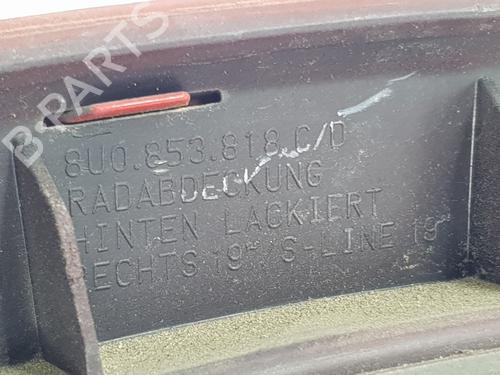 B-PARTS
8U0.853.818 C/D
RADABDECKUNG
HINTEN LACKIERT
RECHTS 19"/S-LINE 19"